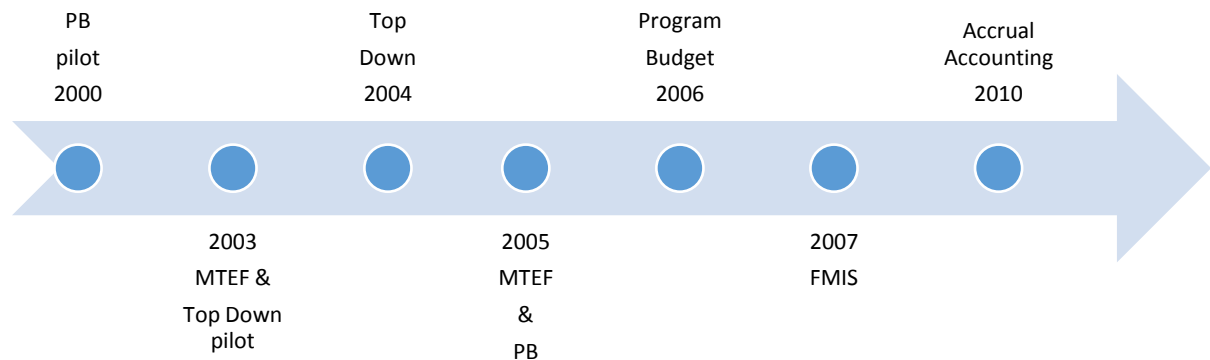 PB
pilot
2000
Top
Down
2004
Program
Budget
2006
Accrual
Accounting
2010
2003
MTEF &
Top Down
pilot
2005
MTEF
&
PB
2007
FMIS